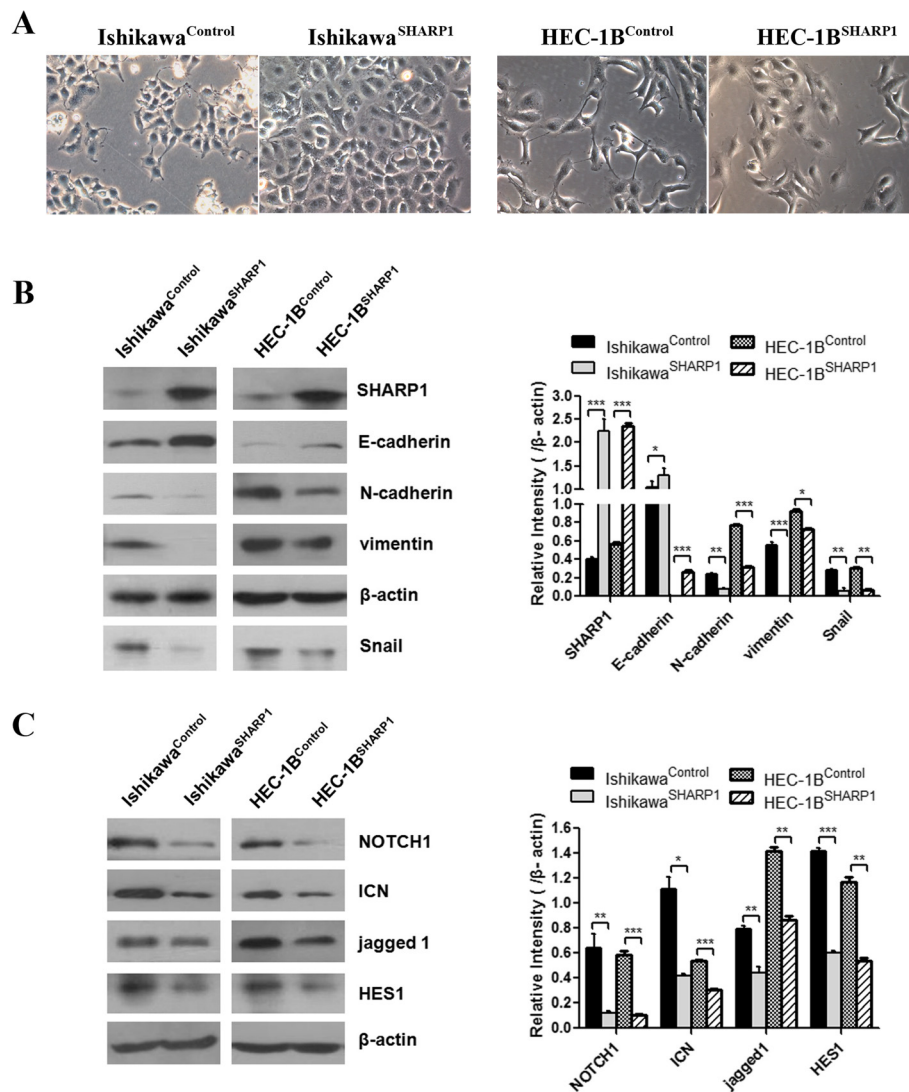 A
Ishikawa^Control Ishikawa^SHARP1 HEC-1B^Control HEC-1B^SHARP1
B
Ishikawa^Control Ishikawa^SHARP1 HEC-1B^Control HEC-1B^SHARP1
SHARP1
E-cadherin
N-cadherin
vimentin
β-actin
Snail
Ishikawa^Control HEC-1B^Control
Ishikawa^SHARP1 HEC-1B^SHARP1
Relative Intensity ( /β- actin)
3.0
2.5
2.0
1.5
1.0
0.8
0.6
0.4
0.2
0.0
*** *** * *** ** *** *** * ** **
SHARP1 E-cadherin N-cadherin vimentin Snail
C
Ishikawa^Control Ishikawa^SHARP1 HEC-1B^Control HEC-1B^SHARP1
NOTCH1
ICN
jagged 1
HES1
β-actin
Ishikawa^Control HEC-1B^Control
Ishikawa^SHARP1 HEC-1B^SHARP1
Relative Intensity ( /β- actin)
1.6
1.4
1.2
1.0
0.8
0.6
0.4
0.2
0.0
** *** * *** ** ** *** **
NOTCH1 ICN jagged1 HES1